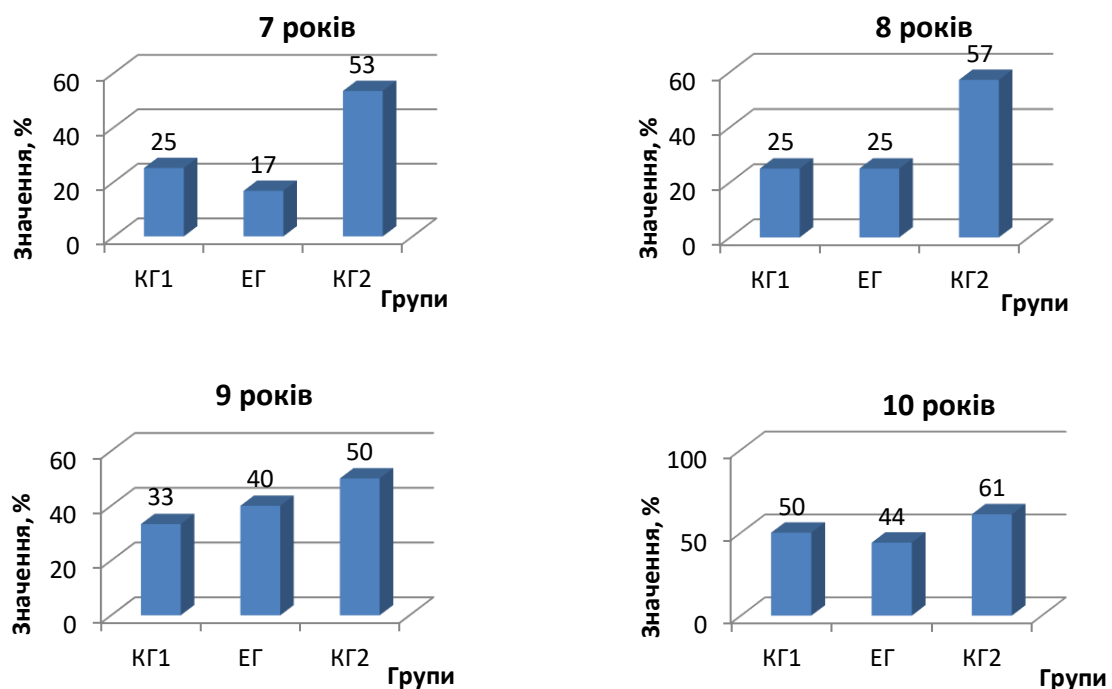 7 років
Значення, %
60
40
20
0
25
17
53
КГ1 ЕГ КГ2
Групи
8 років
Значення, %
60
40
20
0
25
25
57
КГ1 ЕГ КГ2
Групи
9 років
Значення, %
60
40
20
0
33
40
50
КГ1 ЕГ КГ2
Групи
10 років
Значення, %
100
50
0
50
44
61
КГ1 ЕГ КГ2
Групи